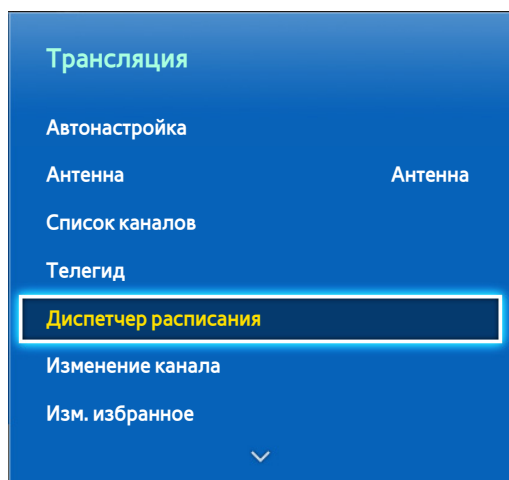 Трансляция
Автонастройка
Антенна Антенна
Список каналов
Телегид
Диспетчер расписания
Изменение канала
Изм. избранное